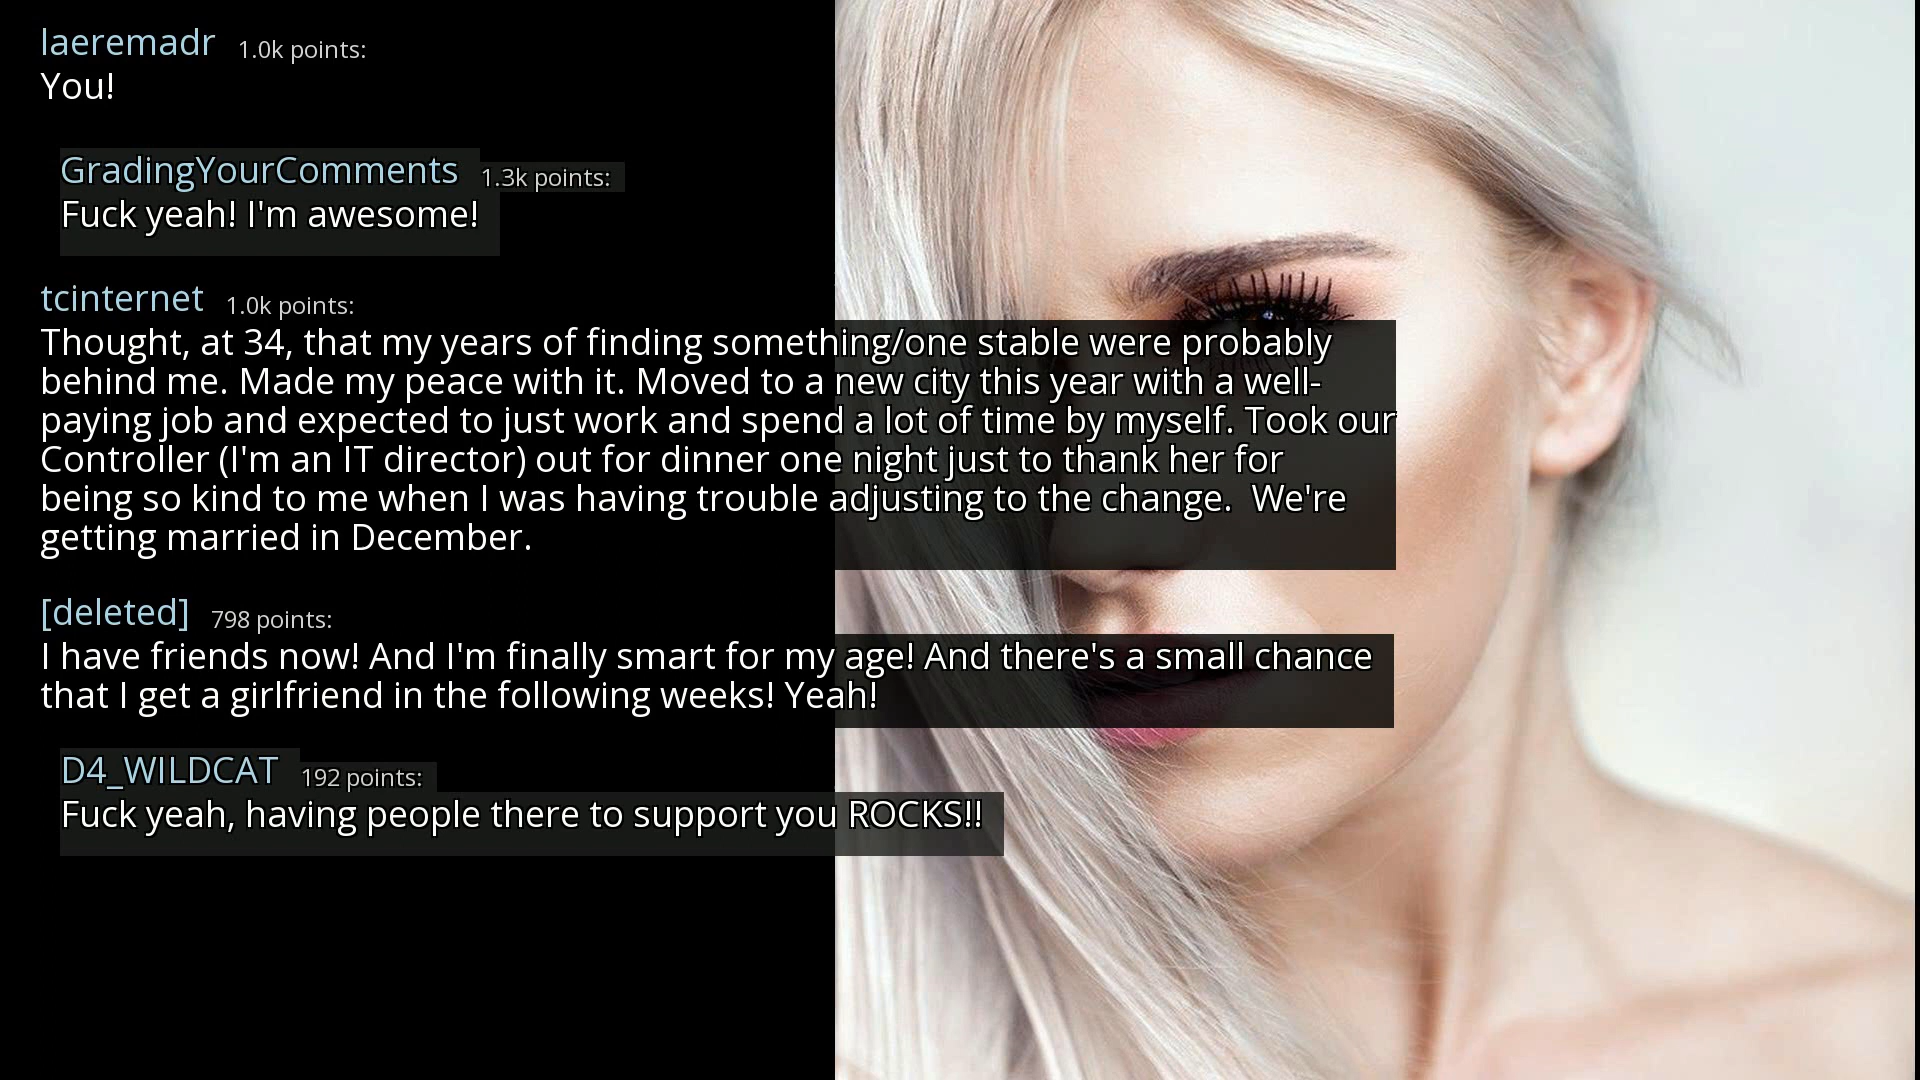 laeremadr 1.0k points:
You!
GradingYourComments 1.3k points:
Fuck yeah! I'm awesome!
tcinternet 1.0k points:
Thought, at 34, that my years of finding something/one stable were probably
behind me. Made my peace with it. Moved to a new city this year with a well-
paying job and expected to just work and spend a lot of time by myself. Took our
Controller (I'm an IT director) out for dinner one night just to thank her for
being so kind to me when I was having trouble adjusting to the change.  We're
getting married in December.
[deleted] 798 points:
I have friends now! And I'm finally smart for my age! And there's a small chance
that I get a girlfriend in the following weeks! Yeah!
D4_WILDCAT 192 points:
Fuck yeah, having people there to support you ROCKS!!